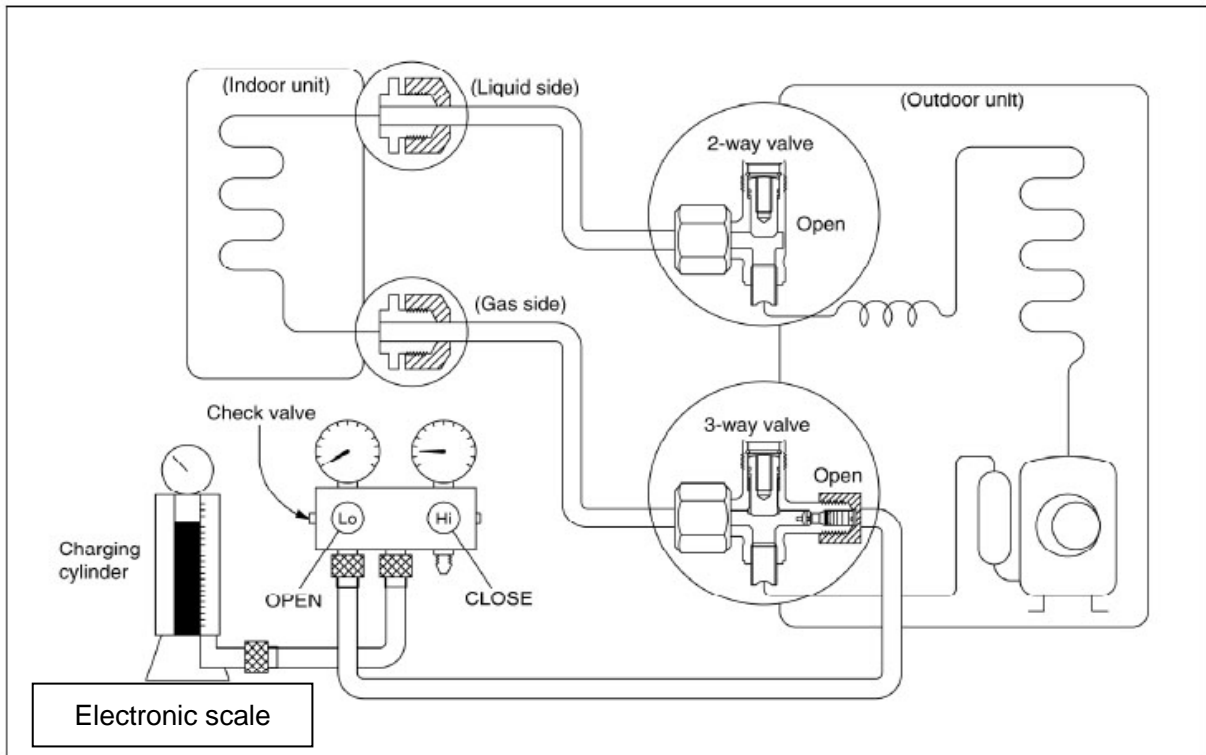 (Indoor unit)
(Liquid side)
(Outdoor unit)
2-way valve
Open
(Gas side)
Check valve
3-way valve
Open
Lo
Hi
Charging
cylinder
OPEN
CLOSE
Electronic scale